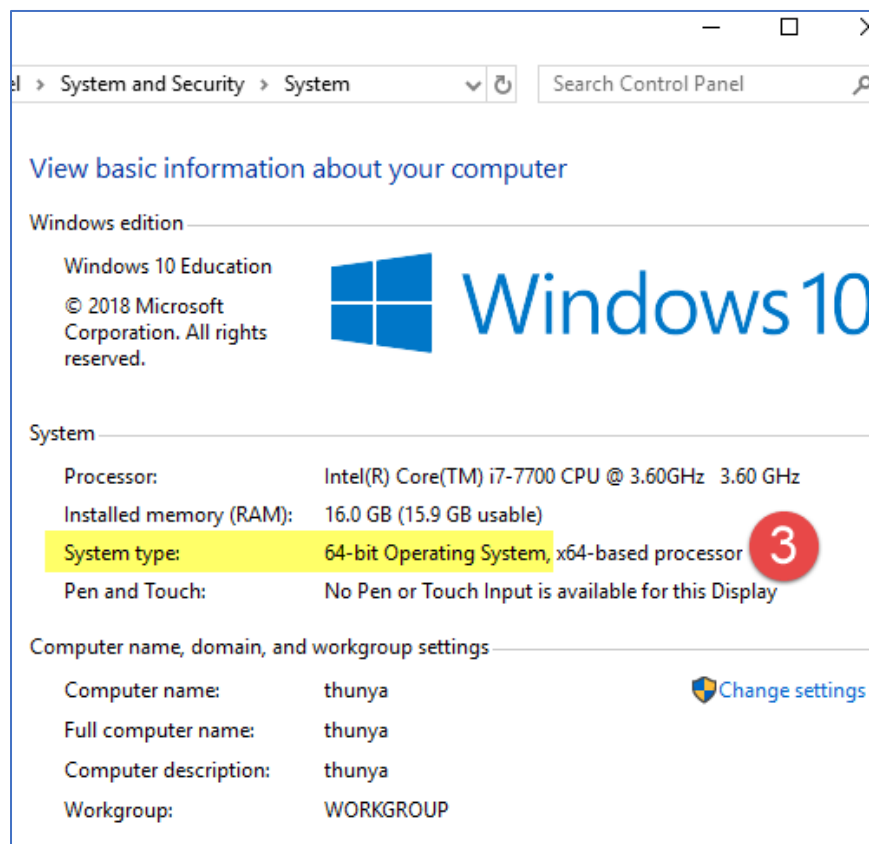 el > System and Security > System Search Control Panel
View basic information about your computer
Windows edition
Windows 10 Education
© 2018 Microsoft
Corporation. All rights
reserved.
Windows 10
System
Processor: Intel(R) Core(TM) i7-7700 CPU @ 3.60GHz 3.60 GHz
Installed memory (RAM): 16.0 GB (15.9 GB usable)
System type: 64-bit Operating System, x64-based processor 3
Pen and Touch: No Pen or Touch Input is available for this Display
Computer name, domain, and workgroup settings
Computer name: thunya Change settings
Full computer name: thunya
Computer description: thunya
Workgroup: WORKGROUP